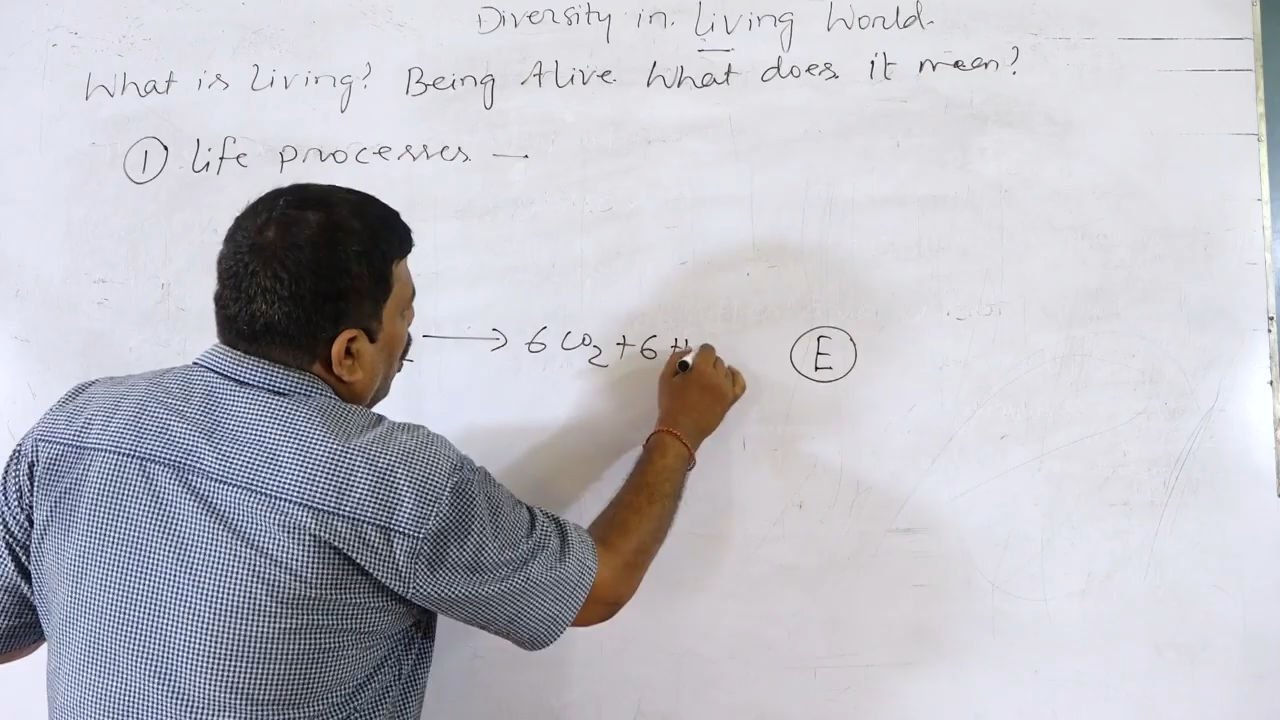 Diversity in Living World.
What is Living? Being Alive What does it mean?
① Life processes —
→ 6 CO₂ + 6 H E